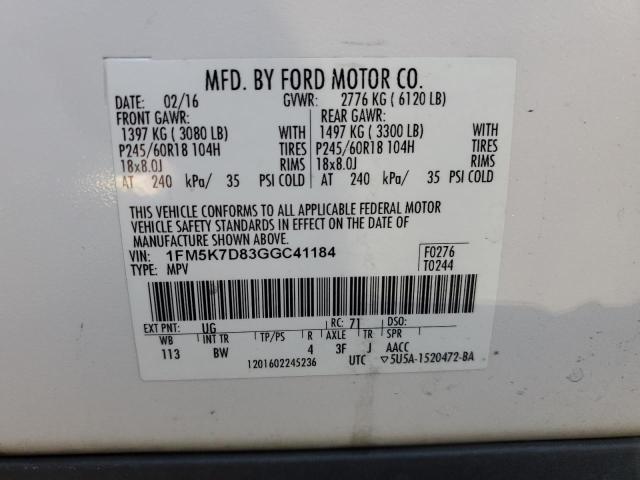 MFD. BY FORD MOTOR CO.
DATE: 02/16 GVWR: 2776 KG ( 6120 LB)
FRONT GAWR: REAR GAWR:
1397 KG ( 3080 LB) WITH 1497 KG ( 3300 LB) WITH
P245/60R18 104H TIRES P245/60R18 104H TIRES
18x8.0J RIMS 18x8.0J RIMS
AT 240 kPa/ 35 PSI COLD AT 240 kPa/ 35 PSI COLD
THIS VEHICLE CONFORMS TO ALL APPLICABLE FEDERAL MOTOR
VEHICLE SAFETY STANDARDS IN EFFECT ON THE DATE OF
MANUFACTURE SHOWN ABOVE.
VIN: 1FM5K7D83GGC41184 F0276
TYPE: MPV T0244
EXT PNT: UG RC: 71 DSO:
WB INT TR TP/PS R AXLE TR SPR
113 BW 4 3F J AACC
1201602245236 UTC ▽5U5A-1520472-BA